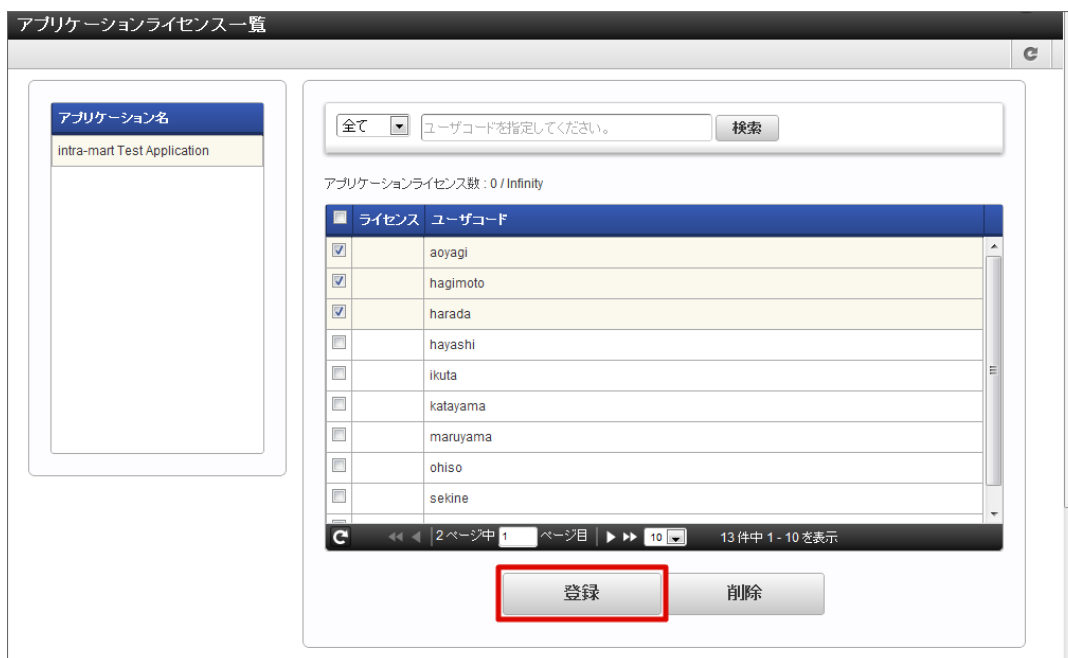 アプリケーションライセンス一覧
アプリケーション名
intra-mart Test Application
全て ユーザコードを指定してください。 検索
アプリケーションライセンス数 : 0 / Infinity
ライセンス ユーザコード
aoyagi
hagimoto
harada
hayashi
ikuta
katayama
maruyama
ohiso
sekine
2 ページ中 1 ページ目 10 13 件中 1 - 10 を表示
登録 削除